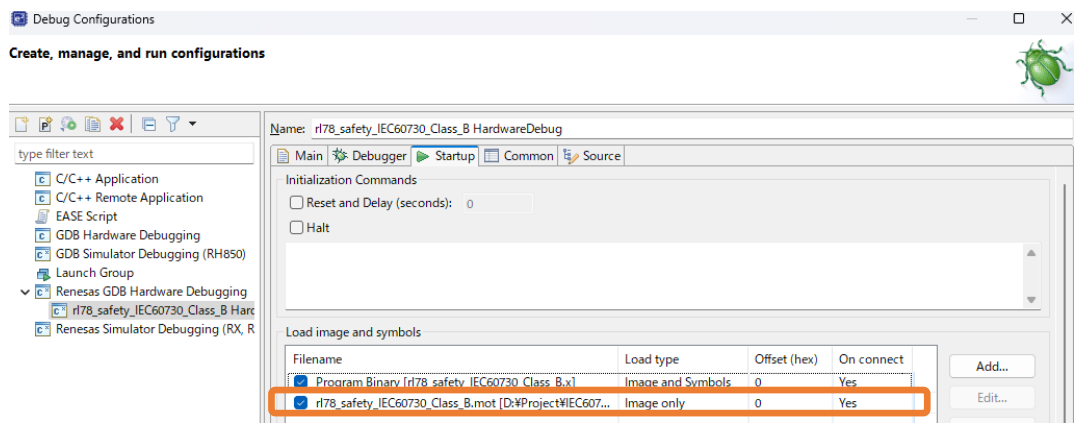 Debug Configurations
Create, manage, and run configurations
Name: rl78_safety_IEC60730_Class_B HardwareDebug
type filter text
C/C++ Application
C/C++ Remote Application
EASE Script
GDB Hardware Debugging
GDB Simulator Debugging (RH850)
Launch Group
Renesas GDB Hardware Debugging
rl78_safety_IEC60730_Class_B Harc
Renesas Simulator Debugging (RX, R
Main Debugger Startup Common Source
Initialization Commands
Reset and Delay (seconds): 0
Halt
Load image and symbols
Filename Load type Offset (hex) On connect
Program Binary [rl78_safety_IEC60730_Class_B.x] Image and Symbols 0 Yes
rl78_safety_IEC60730_Class_B.mot [D:¥Project¥IEC607... Image only 0 Yes
Add...
Edit...